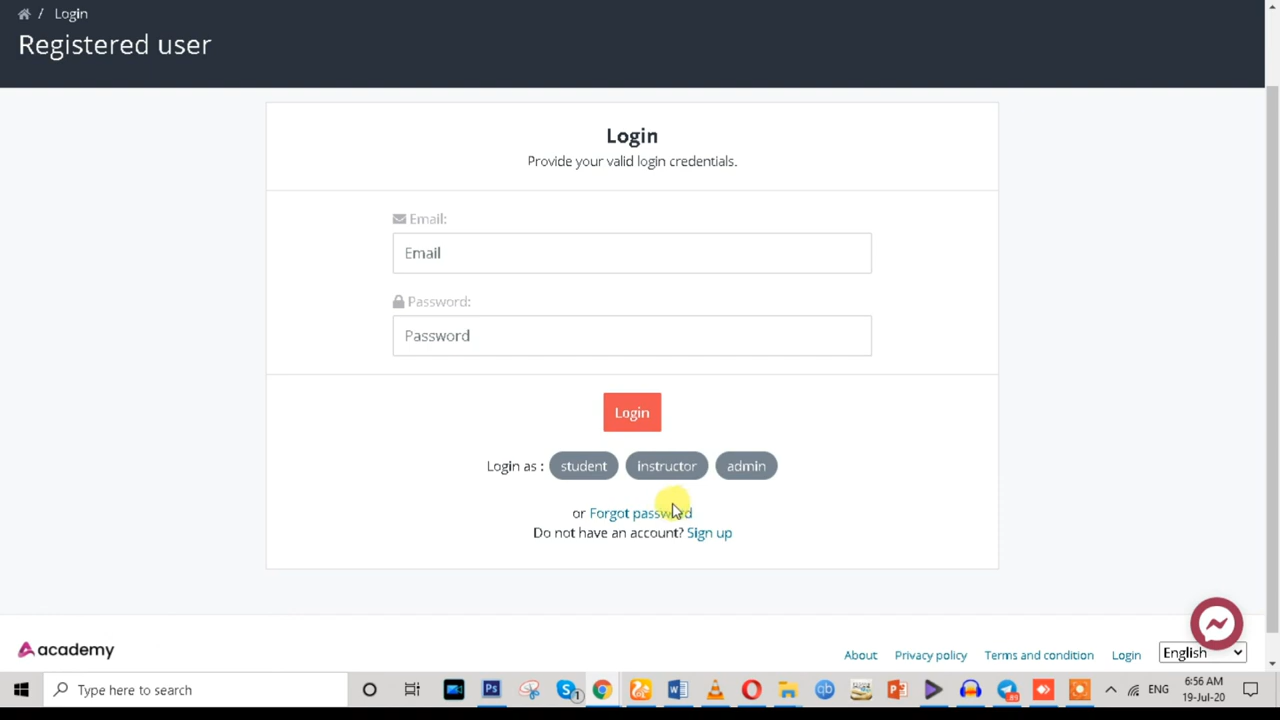 / Login
Registered user
Login
Provide your valid login credentials.
Email:
Email
Password:
Password
Login
Login as : student instructor admin
or Forgot password
Do not have an account? Sign up
academy
About Privacy policy Terms and condition Login English
Type here to search
1
89
ENG
6:56 AM
19-Jul-20